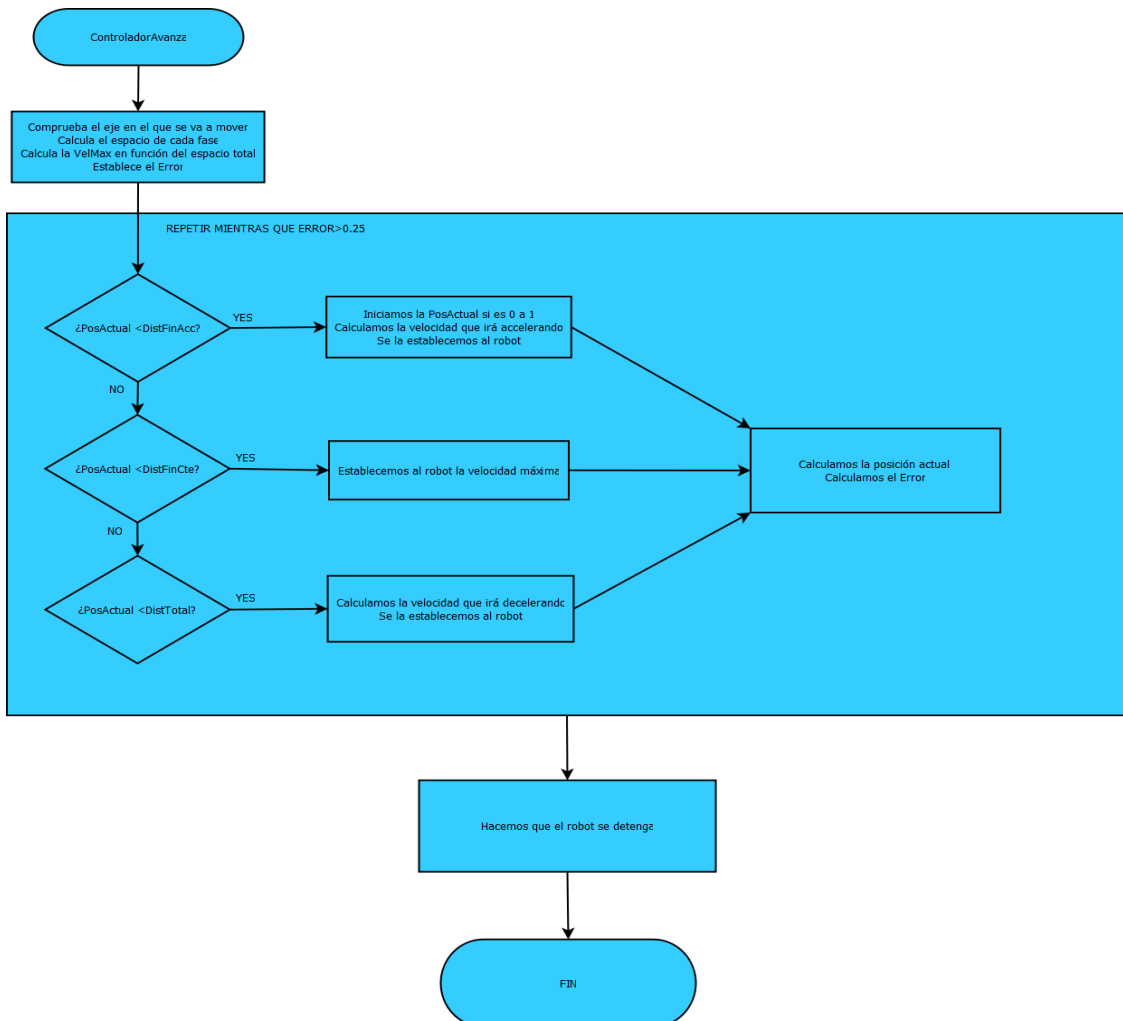 ControladorAvanza
Comprueba el eje en el que se va a mover
Calcula el espacio de cada fase
Calcula la VelMax en función del espacio total
Establece el Error
REPETIR MIENTRAS QUE ERROR>0.25
¿PosActual <DistFinAcc?
YES
Iniciamos la PosActual si es 0 a 1
Calculamos la velocidad que irá accelerando
Se la establecemos al robot
NO
¿PosActual <DistFinCte?
YES
Establecemos al robot la velocidad máxima
Calculamos la posición actual
Calculamos el Error
NO
¿PosActual <DistTotal?
YES
Calculamos la velocidad que irá decelerando
Se la establecemos al robot
Hacemos que el robot se detenga
FIN